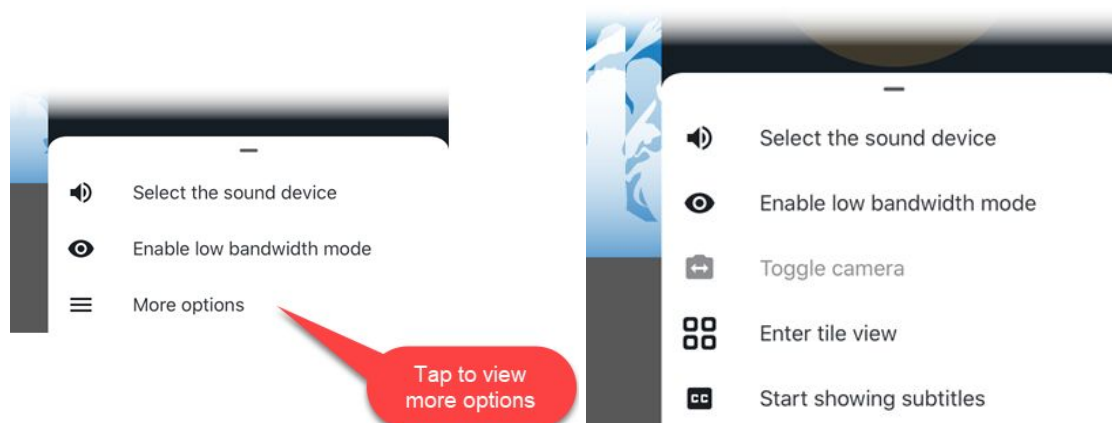 Select the sound device
Enable low bandwidth mode
More options
Tap to view
more options
Select the sound device
Enable low bandwidth mode
Toggle camera
Enter tile view
CC
Start showing subtitles